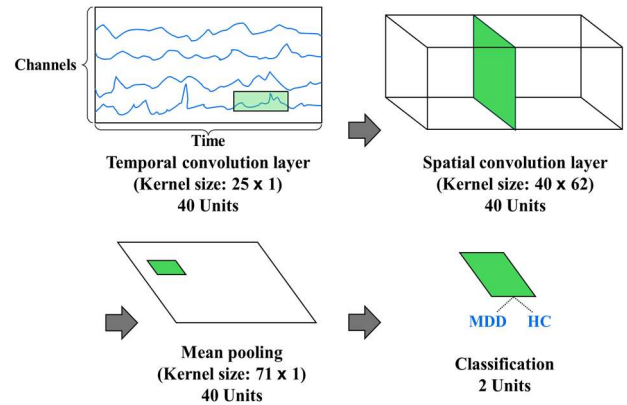 Channels
Time
Temporal convolution layer
(Kernel size: 25 x 1)
40 Units
Spatial convolution layer
(Kernel size: 40 x 62)
40 Units
Mean pooling
(Kernel size: 71 x 1)
40 Units
MDD HC
Classification
2 Units